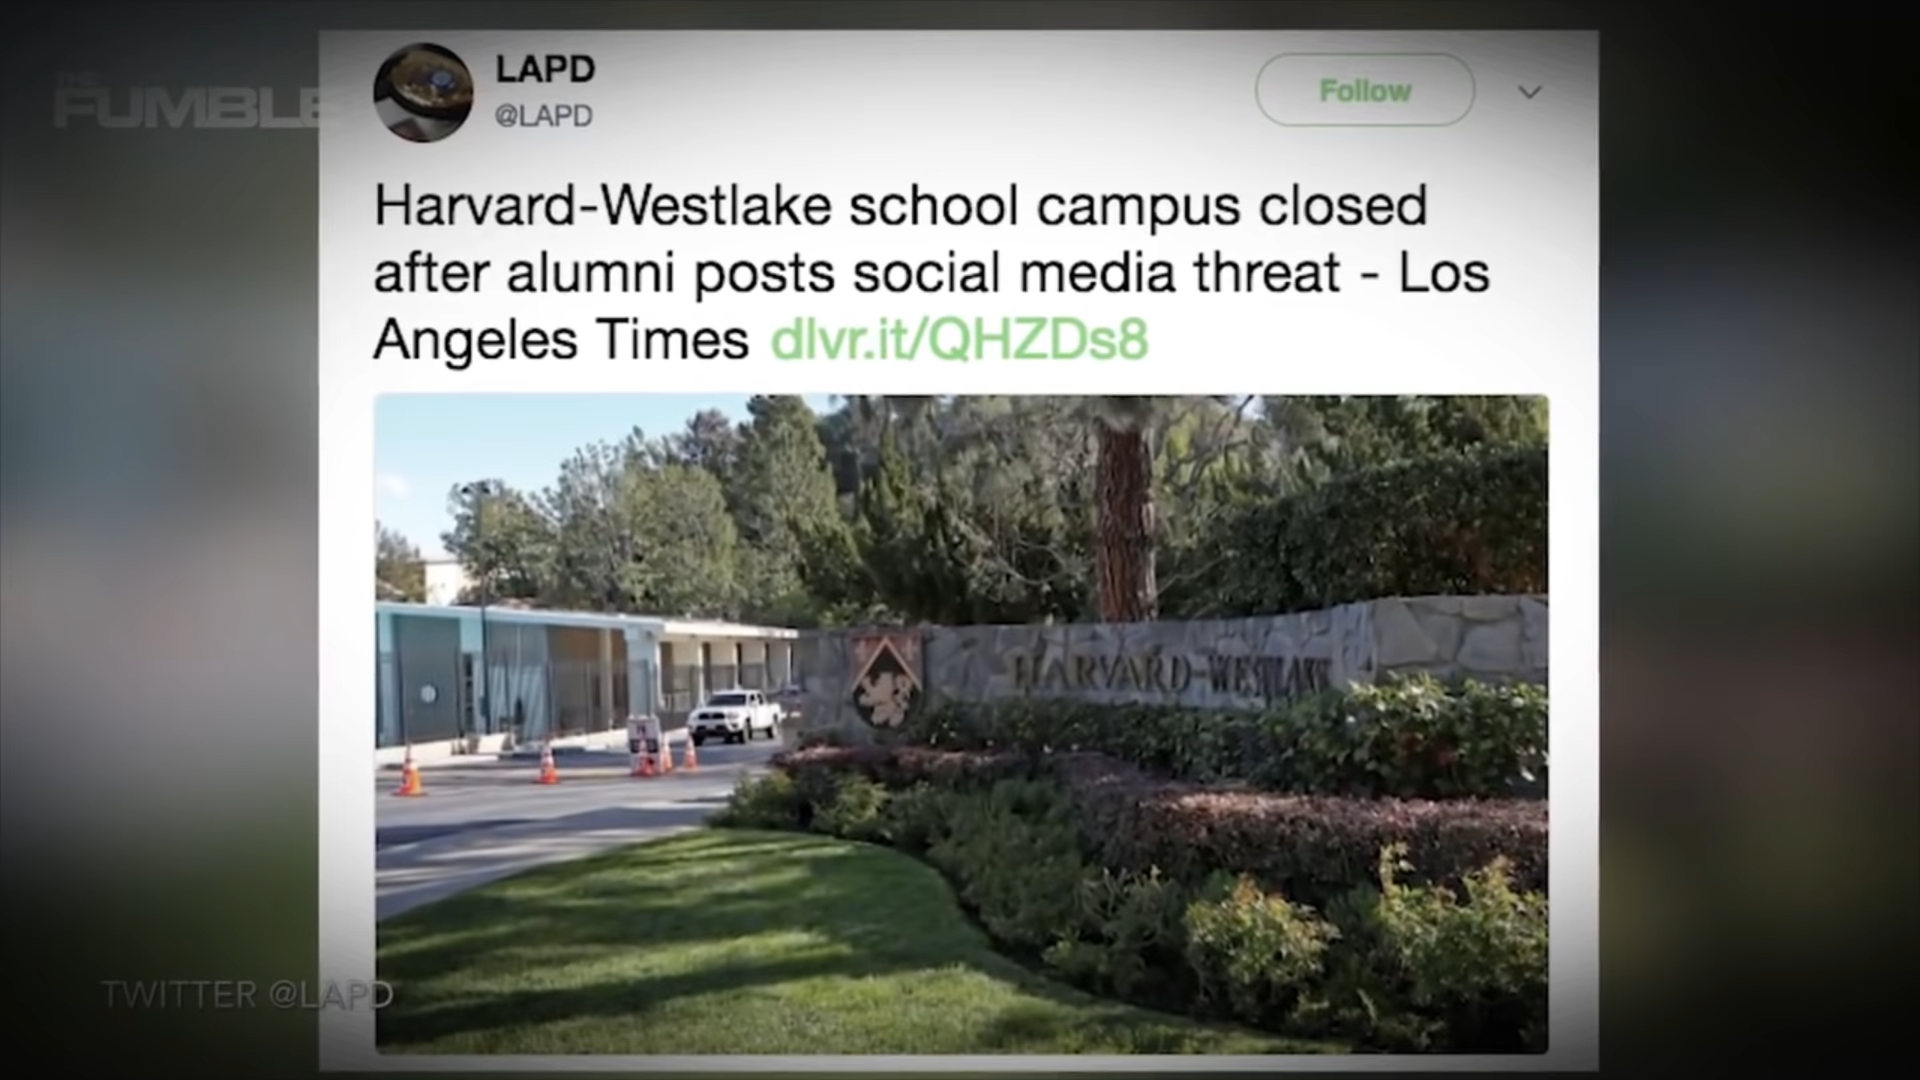 THE
FUMBLE
LAPD
@LAPD
Follow
Harvard-Westlake school campus closed
after alumni posts social media threat - Los
Angeles Times dlvr.it/QHZDs8
HARVARD-WESTLAKE
TWITTER @LAPD